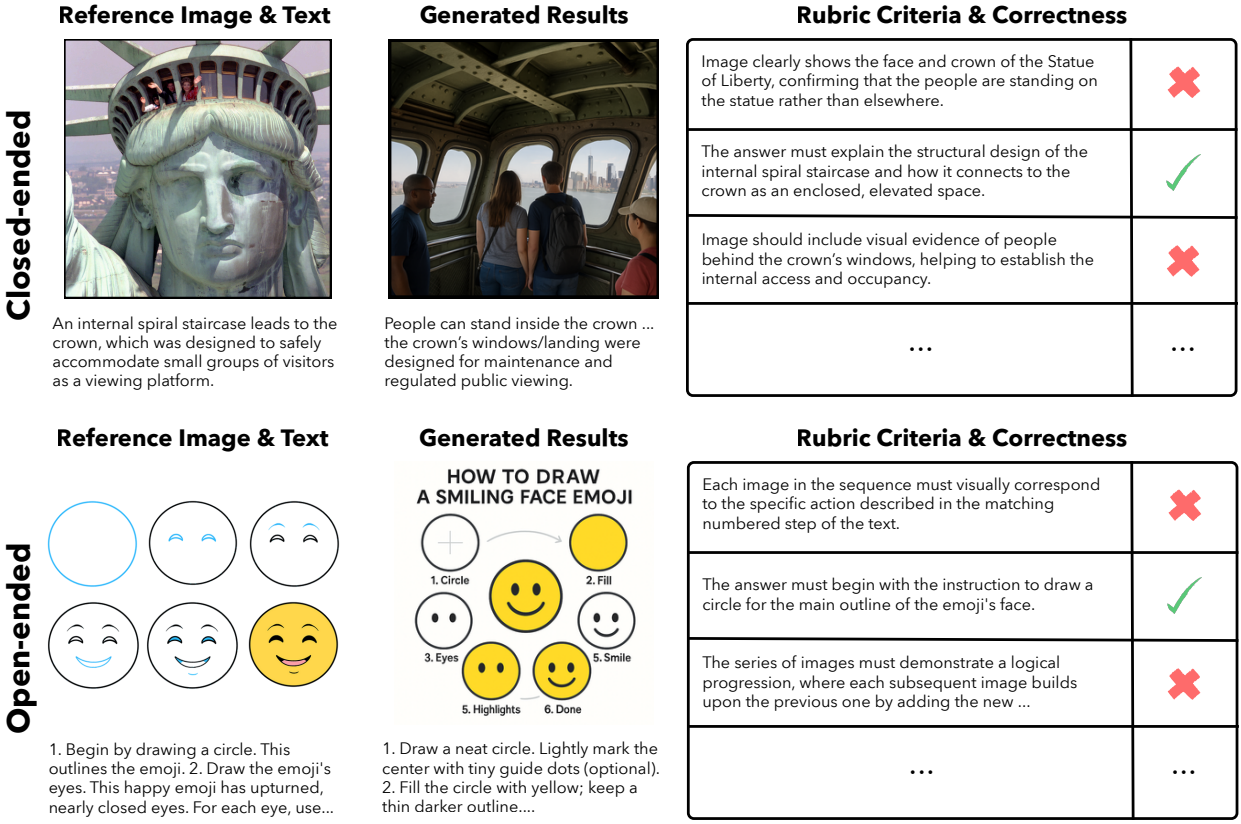 Reference Image & Text
Generated Results
Rubric Criteria & Correctness
Closed-ended
An internal spiral staircase leads to the
crown, which was designed to safely
accommodate small groups of visitors
as a viewing platform.
People can stand inside the crown ...
the crown's windows/landing were
designed for maintenance and
regulated public viewing.
Image clearly shows the face and crown of the Statue
of Liberty, confirming that the people are standing on
the statue rather than elsewhere.
The answer must explain the structural design of the
internal spiral staircase and how it connects to the
crown as an enclosed, elevated space.
Image should include visual evidence of people
behind the crown's windows, helping to establish the
internal access and occupancy.
...
...
Reference Image & Text
Generated Results
Rubric Criteria & Correctness
Open-ended
1. Begin by drawing a circle. This
outlines the emoji. 2. Draw the emoji's
eyes. This happy emoji has upturned,
nearly closed eyes. For each eye, use...
HOW TO DRAW
A SMILING FACE EMOJI
1. Circle
2. Fill
3. Eyes
5. Smile
5. Highlights
6. Done
1. Draw a neat circle. Lightly mark the
center with tiny guide dots (optional).
2. Fill the circle with yellow; keep a
thin darker outline....
Each image in the sequence must visually correspond
to the specific action described in the matching
numbered step of the text.
The answer must begin with the instruction to draw a
circle for the main outline of the emoji's face.
The series of images must demonstrate a logical
progression, where each subsequent image builds
upon the previous one by adding the new ...
...
...